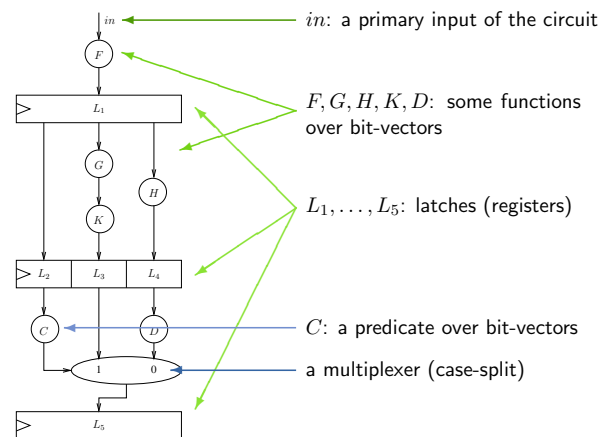 in
in: a primary input of the circuit
F
L₁
F, G, H, K, D: some functions
over bit-vectors
G
H
K
L₁, . . . , L₅: latches (registers)
L₂ L₃ L₄
C
D
C: a predicate over bit-vectors
1 0
a multiplexer (case-split)
L₅